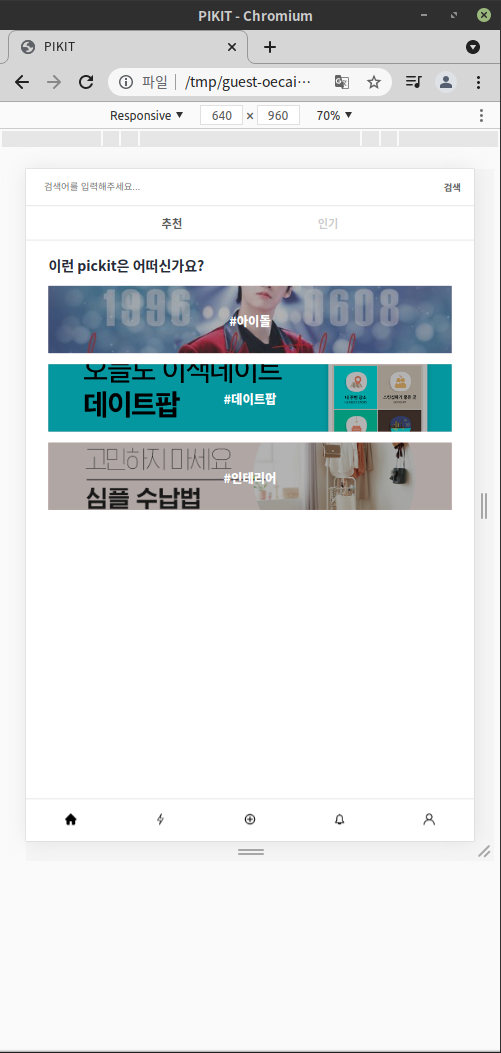 PIKIT - Chromium
PIKIT
파일 /tmp/guest-oecai…
Responsive 640 × 960 70%
검색어를 입력해주세요... 검색
추천 인기
이런 pickit은 어떠신가요?
1996 0608
#아이돌
오늘도 이색데이트
데이트팝
#데이트팝
고민하지 마세요
심플 수납법
#인테리어